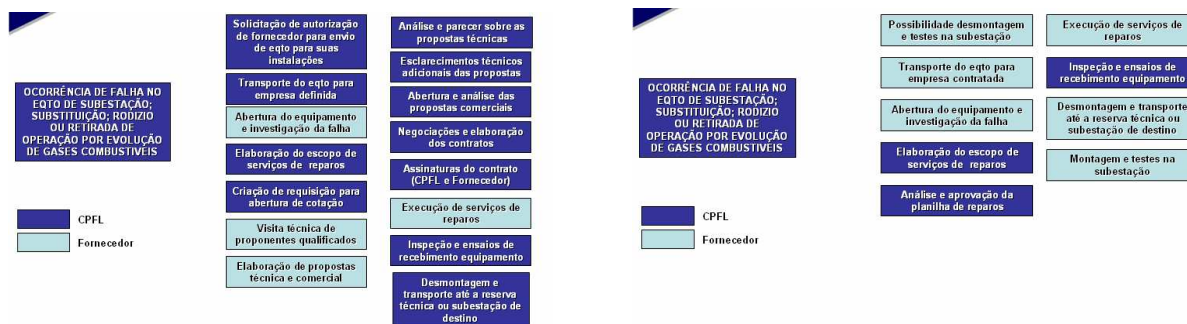 OCORRÊNCIA DE FALHA NO
EQTO DE SUBESTAÇÃO;
SUBSTITUIÇÃO; RODÍZIO
OU RETIRADA DE
OPERAÇÃO POR EVOLUÇÃO
DE GASES COMBUSTIVEIS
CPFL
Fornecedor
Solicitação de autorização
de fornecedor para envio
de eqto para suas
instalações
Transporte do eqto para
empresa definida
Abertura do equipamento
e investigação da falha
Elaboração do escopo de
serviços de reparos
Criação de requisição para
abertura de cotação
Visita técnica de
proponentes qualificados
Elaboração de propostas
técnica e comercial
Análise e parecer sobre as
propostas técnicas
Esclarecimentos técnicos
adicionais das propostas
Abertura e análise das
propostas comerciais
Negociações e elaboração
dos contratos
Assinaturas do contrato
(CPFL e Fornecedor)
Execução de serviços de
reparos
Inspeção e ensaios de
recebimento equipamento
Desmontagem e
transporte até a reserva
técnica ou subestação de
destino
OCORRÊNCIA DE FALHA NO
EQTO DE SUBESTAÇÃO;
SUBSTITUIÇÃO; RODÍZIO
OU RETIRADA DE
OPERAÇÃO POR EVOLUÇÃO
DE GASES COMBUSTIVEIS
CPFL
Fornecedor
Possibilidade desmontagem
e testes na subestação
Transporte do eqto para
empresa contratada
Abertura do equipamento e
investigação da falha
Elaboração do escopo de
serviços de reparos
Análise e aprovação da
planilha de reparos
Execução de serviços de
reparos
Inspeção e ensaios de
recebimento equipamento
Desmontagem e transporte
até a reserva técnica ou
subestação de destino
Montagem e testes na
subestação